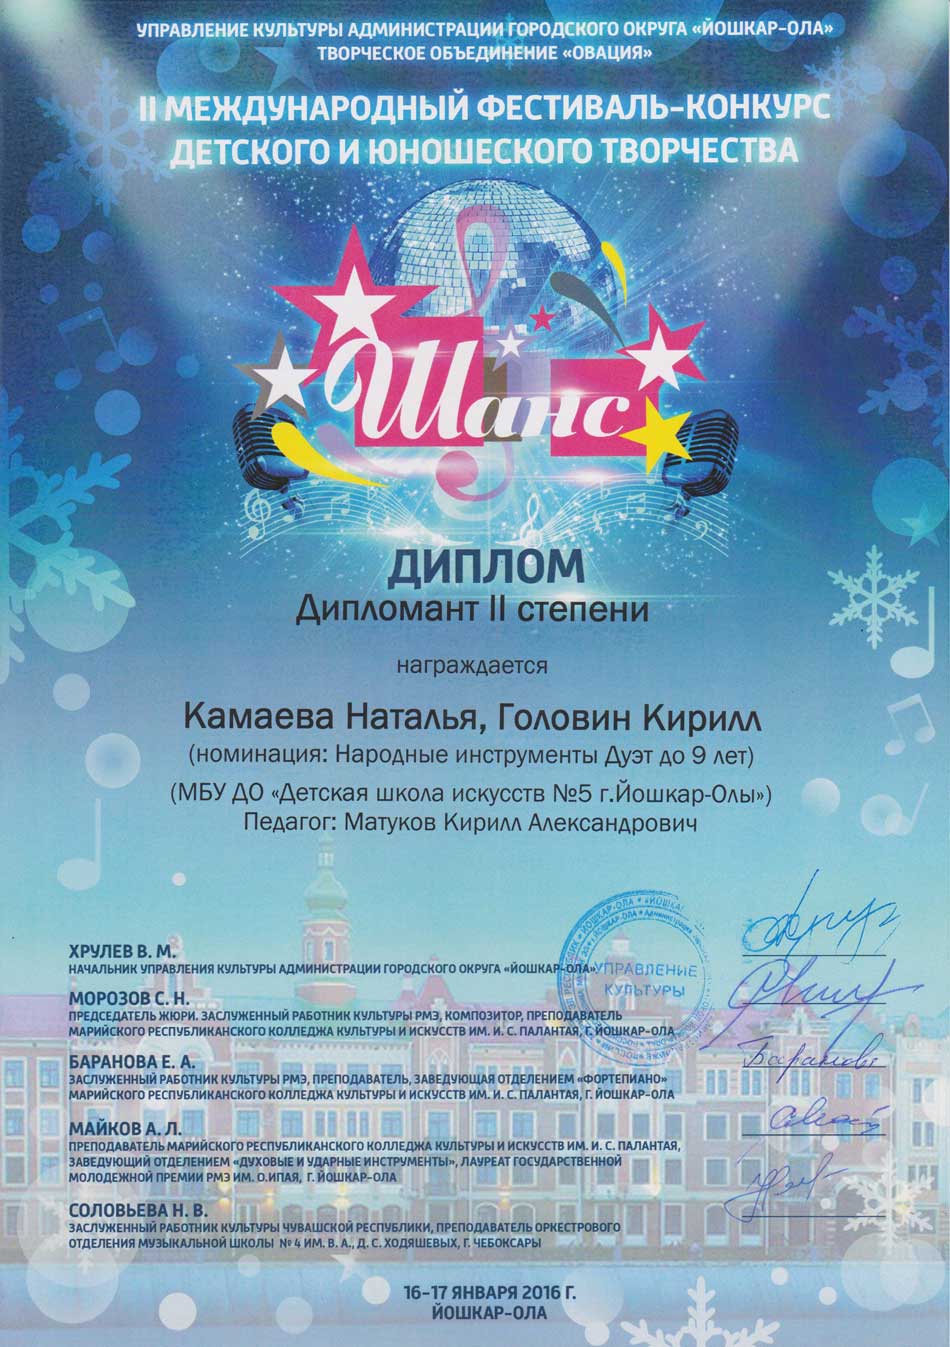 УПРАВЛЕНИЕ КУЛЬТУРЫ АДМИНИСТРАЦИИ ГОРОДСКОГО ОКРУГА «ЙОШКАР-ОЛА»
ТВОРЧЕСКОЕ ОБЪЕДИНЕНИЕ «ОВАЦИЯ»
II МЕЖДУНАРОДНЫЙ ФЕСТИВАЛЬ-КОНКУРС
ДЕТСКОГО И ЮНОШЕСКОГО ТВОРЧЕСТВА
Шанс
ДИПЛОМ
Дипломант II степени
награждается
Камаева Наталья, Головин Кирилл
(номинация: Народные инструменты Дуэт до 9 лет)
(МБУ ДО «Детская школа искусств №5 г.Йошкар-Олы»)
Педагог: Матуков Кирилл Александрович
ХРУЛЕВ В. М.
НАЧАЛЬНИК УПРАВЛЕНИЯ КУЛЬТУРЫ АДМИНИСТРАЦИИ ГОРОДСКОГО ОКРУГА «ЙОШКАР-ОЛА»
УПРАВЛЕНИЕ
КУЛЬТУРЫ
МОРОЗОВ С. Н.
ПРЕДСЕДАТЕЛЬ ЖЮРИ. ЗАСЛУЖЕННЫЙ РАБОТНИК КУЛЬТУРЫ РМЭ, КОМПОЗИТОР, ПРЕПОДАВАТЕЛЬ
МАРИЙСКОГО РЕСПУБЛИКАНСКОГО КОЛЛЕДЖА КУЛЬТУРЫ И ИСКУССТВ ИМ. И. С. ПАЛАНТАЯ, Г. ЙОШКАР-ОЛА
БАРАНОВА Е. А.
ЗАСЛУЖЕННЫЙ РАБОТНИК КУЛЬТУРЫ РМЭ, ПРЕПОДАВАТЕЛЬ, ЗАВЕДУЮЩАЯ ОТДЕЛЕНИЕМ «ФОРТЕПИАНО»
МАРИЙСКОГО РЕСПУБЛИКАНСКОГО КОЛЛЕДЖА КУЛЬТУРЫ И ИСКУССТВ ИМ. И. С. ПАЛАНТАЯ, Г. ЙОШКАР-ОЛА
МАЙКОВ А. Л.
ПРЕПОДАВАТЕЛЬ МАРИЙСКОГО РЕСПУБЛИКАНСКОГО КОЛЛЕДЖА КУЛЬТУРЫ И ИСКУССТВ ИМ. И. С. ПАЛАНТАЯ,
ЗАВЕДУЮЩИЙ ОТДЕЛЕНИЕМ «ДУХОВЫЕ И УДАРНЫЕ ИНСТРУМЕНТЫ», ЛАУРЕАТ ГОСУДАРСТВЕННОЙ
МОЛОДЕЖНОЙ ПРЕМИИ РМЭ ИМ. О.ИПАЯ, Г. ЙОШКАР-ОЛА
СОЛОВЬЕВА Н. В.
ЗАСЛУЖЕННЫЙ РАБОТНИК КУЛЬТУРЫ ЧУВАШСКОЙ РЕСПУБЛИКИ, ПРЕПОДАВАТЕЛЬ ОРКЕСТРОВОГО
ОТДЕЛЕНИЯ МУЗЫКАЛЬНОЙ ШКОЛЫ №4 ИМ. В. А., Д. С. ХОДЯШЕВЫХ, Г. ЧЕБОКСАРЫ
16-17 ЯНВАРЯ 2016 Г.
ЙОШКАР-ОЛА